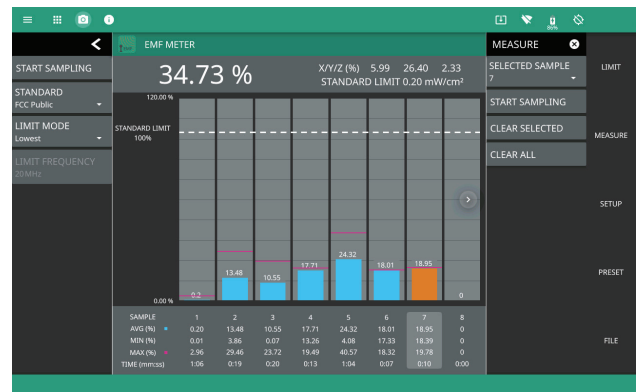 85%
EMF METER
MEASURE
START SAMPLING
STANDARD
FCC Public
LIMIT MODE
Lowest
LIMIT FREQUENCY
20 MHz
34.73 %
X/Y/Z (%) 5.99 26.40 2.33
STANDARD LIMIT 0.20 mW/cm²
120.00 %
STANDARD LIMIT
100%
0.00 %
0.2
13.48
10.55
17.71
24.32
18.01
18.95
0
SAMPLE 1 2 3 4 5 6 7 8
AVG (%) 0.20 13.48 10.55 17.71 24.32 18.01 18.95 0
MIN (%) 0.01 3.86 0.07 13.26 4.08 17.33 18.39 0
MAX (%) 2.96 29.46 23.72 19.49 40.57 18.32 19.78 0
TIME (mm:ss) 1:06 0:19 0:20 0:13 1:04 0:07 0:10 0:00
SELECTED SAMPLE
7
START SAMPLING
CLEAR SELECTED
CLEAR ALL
LIMIT
MEASURE
SETUP
PRESET
FILE